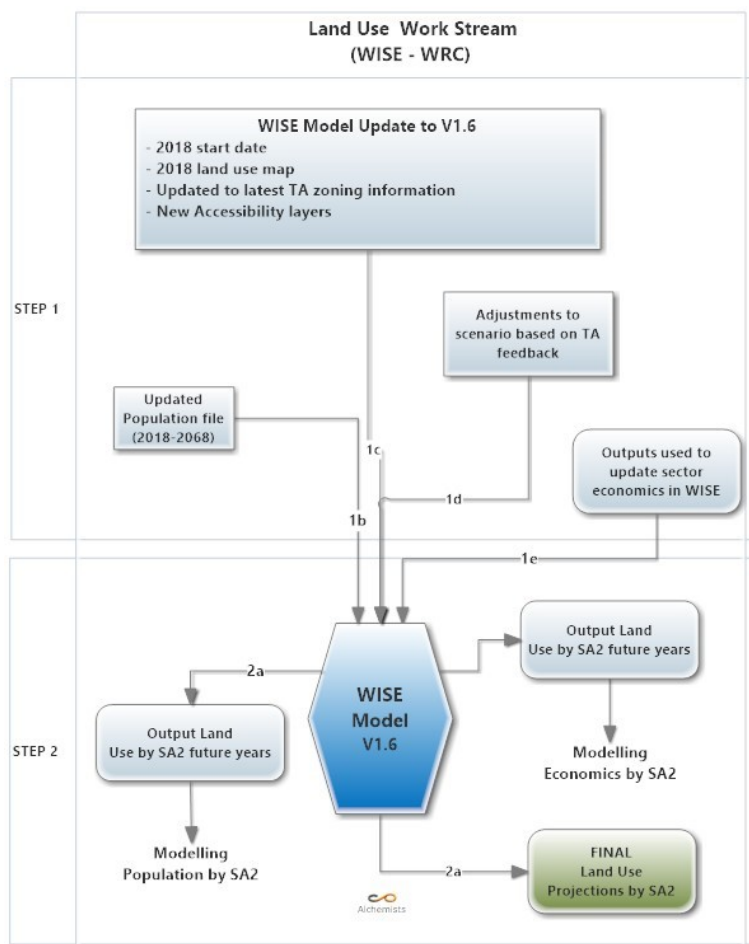 Land Use Work Stream
(WISE - WRC)
WISE Model Update to V1.6
- 2018 start date
- 2018 land use map
- Updated to latest TA zoning information
- New Accessibility layers
STEP 1
Adjustments to
scenario based on TA
feedback
Updated
Population file
(2018-2068)
Outputs used to
update sector
economics in WISE
1c
1d
1b
1e
Output Land
Use by SA2 future years
2a
WISE
Model
V1.6
Output Land
Use by SA2 future years
STEP 2
Modelling
Economics by SA2
Modelling
Population by SA2
2a
FINAL
Land Use
Projections by SA2
Alchemists